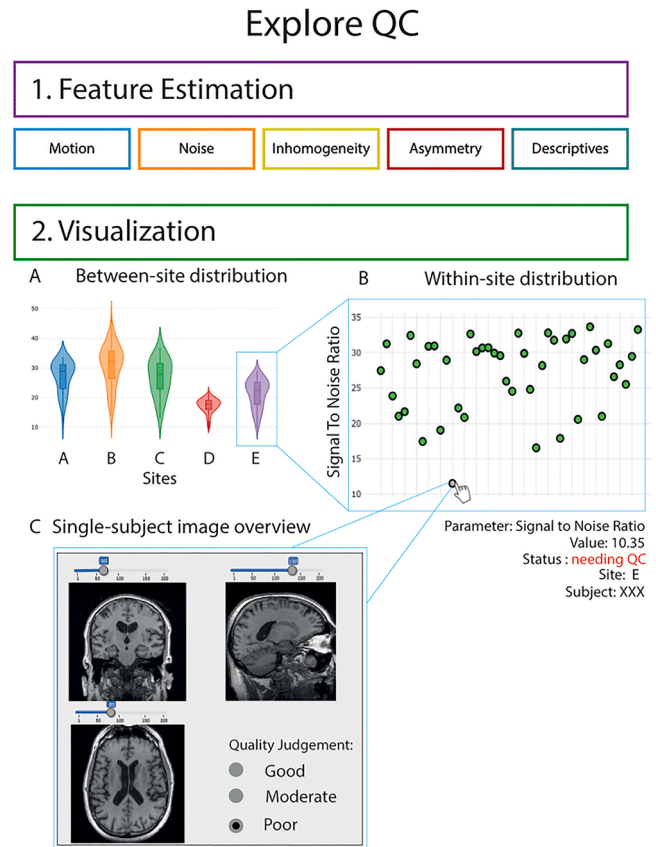 Explore QC
1. Feature Estimation
Motion
Noise
Inhomogeneity
Asymmetry
Descriptives
2. Visualization
A Between-site distribution
50
40
30
20
10
A B C D E
Sites
B Within-site distribution
Signal To Noise Ratio
35
30
25
20
15
10
Parameter: Signal to Noise Ratio
Value: 10.35
Status : needing QC
Site: E
Subject: XXX
C Single-subject image overview
1 50 100 150 200
1 50 100 150 200
1 50 100 150 200
Quality Judgement:
Good
Moderate
Poor